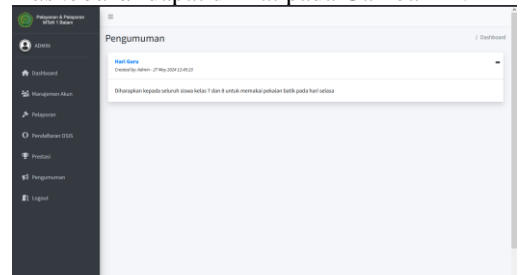 Pelayanan & Pelaporan
MTsN 1 Batam
ADMIN
Dashboard
Manajemen Akun
Pelaporan
Pendaftaran OSIS
Prestasi
Pengumuman
Logout
Pengumuman
/ Dashboard
Hari Guru
Created by: Admin - 27 May 2024 13:45:23
Diharapkan kepada seluruh siswa kelas 7 dan 8 untuk memakai pakaian batik pada hari selasa